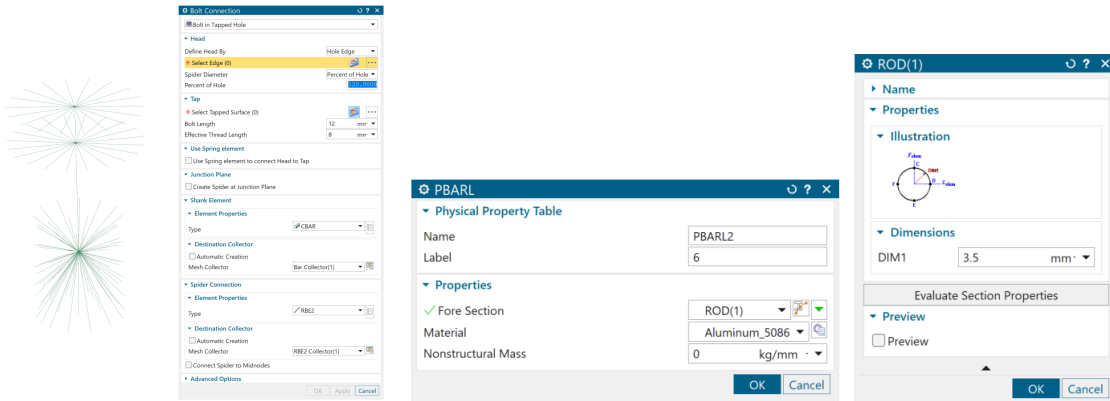 Bolt Connection
Bolt in Tapped Hole
Head
Define Head By Hole Edge
* Select Edge (0)
Spider Diameter Percent of Hole
Percent of Hole 120.0000
Tap
* Select Tapped Surface (0)
Bolt Length 12 mm
Effective Thread Length 8 mm
Use Spring element
Use Spring element to connect Head to Tap
Junction Plane
Create Spider at Junction Plane
Shank Element
Element Properties
Type CBAR
Destination Collector
Automatic Creation
Mesh Collector Bar Collector(1)
Spider Connection
Element Properties
Type RBE2
Destination Collector
Automatic Creation
Mesh Collector RBE2 Collector(1)
Connect Spider to Midnodes
Advanced Options
OK Apply Cancel
PBARL
Physical Property Table
Name PBARL2
Label 6
Properties
Fore Section ROD(1)
Material Aluminum_5086
Nonstructural Mass 0 kg/mm
OK Cancel
ROD(1)
Name
Properties
Illustration
yelem
C
DIM1
F
D
zelem
E
Dimensions
DIM1 3.5 mm
Evaluate Section Properties
Preview
Preview
OK Cancel